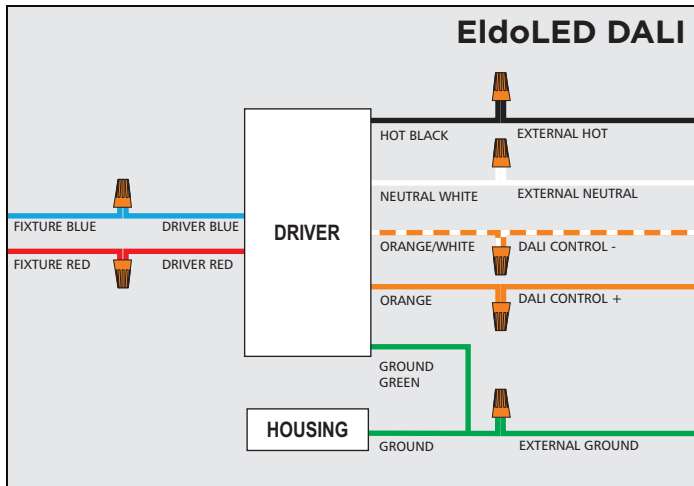 EldoLED DALI
HOT BLACK
EXTERNAL HOT
NEUTRAL WHITE
EXTERNAL NEUTRAL
FIXTURE BLUE
DRIVER BLUE
DRIVER
ORANGE/WHITE
DALI CONTROL -
FIXTURE RED
DRIVER RED
ORANGE
DALI CONTROL +
GROUND
GREEN
HOUSING
GROUND
EXTERNAL GROUND